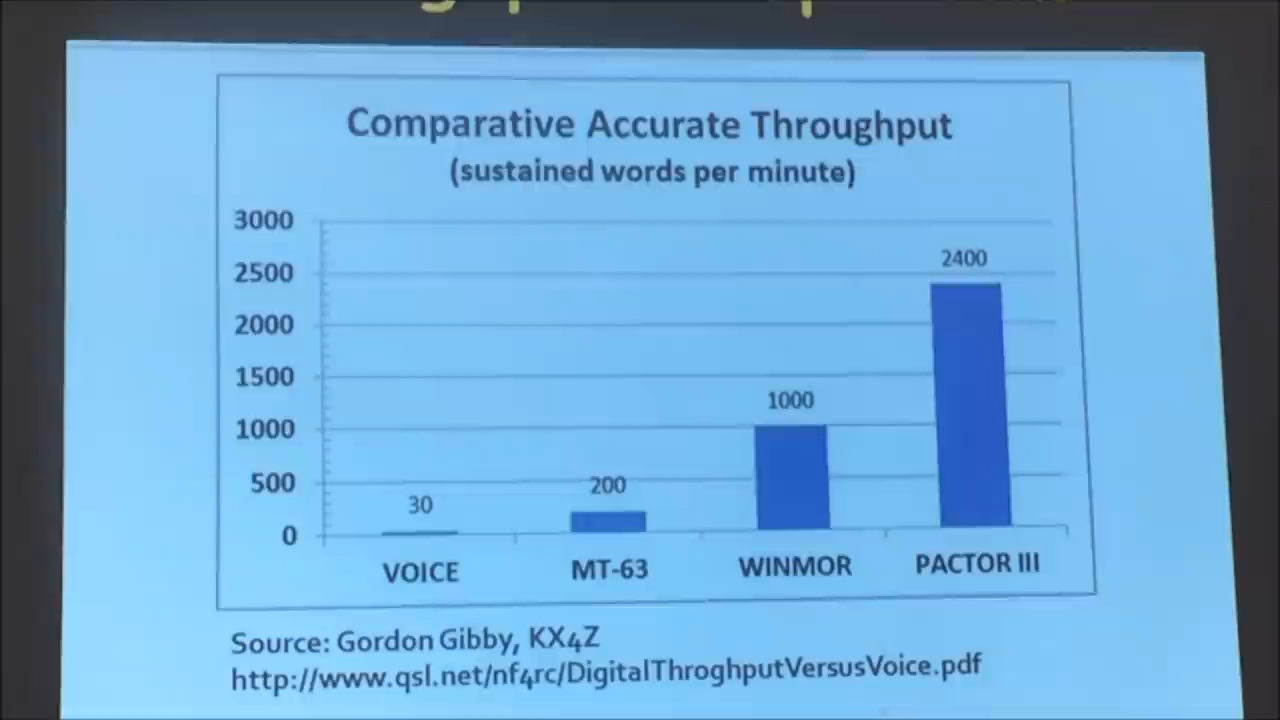 Comparative Accurate Throughput
(sustained words per minute)
3000
2500
2000
1500
1000
500
0
30
200
1000
2400
VOICE
MT-63
WINMOR
PACTOR III
Source: Gordon Gibby, KX4Z
http://www.qsl.net/nf4rc/DigitalThroghputVersusVoice.pdf